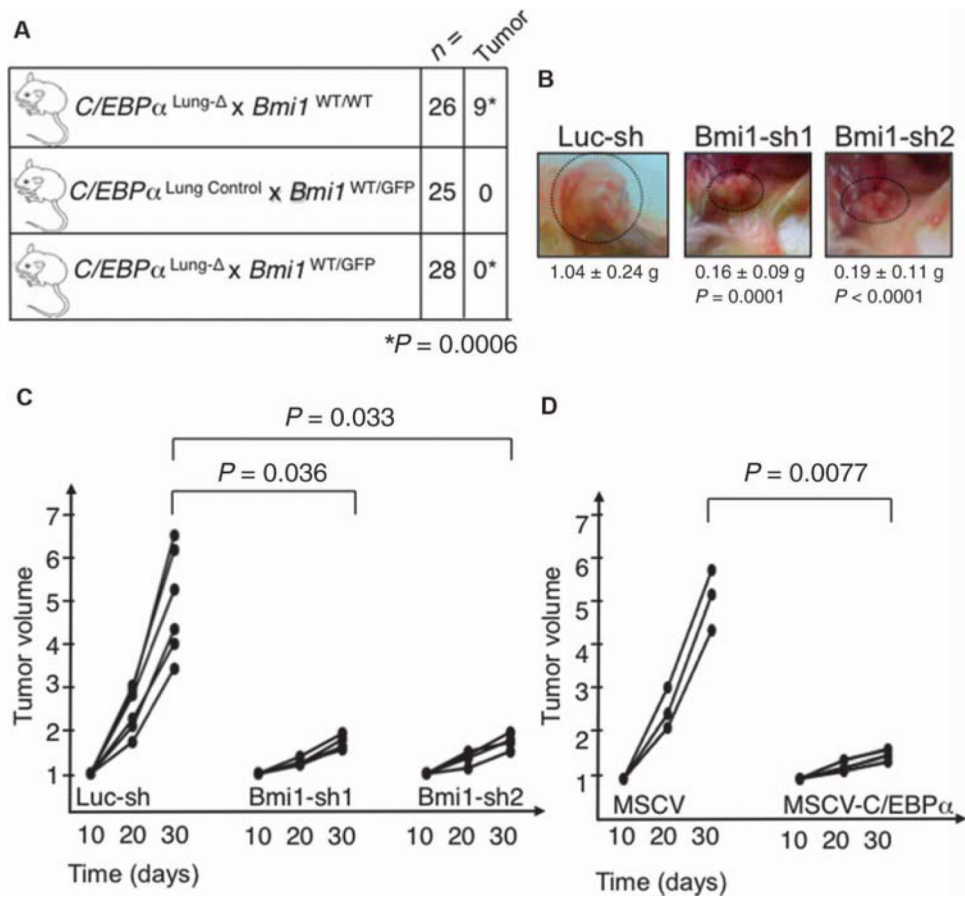 A
n = Tumor
C/EBPα Lung-Δ x Bmi1 WT/WT 26 9*
C/EBPα Lung Control x Bmi1 WT/GFP 25 0
C/EBPα Lung-Δ x Bmi1 WT/GFP 28 0*
*P = 0.0006
B
Luc-sh Bmi1-sh1 Bmi1-sh2
1.04 ± 0.24 g 0.16 ± 0.09 g 0.19 ± 0.11 g
P = 0.0001 P < 0.0001
C
P = 0.033
P = 0.036
Tumor volume
7
6
5
4
3
2
1
Luc-sh Bmi1-sh1 Bmi1-sh2
10 20 30 10 20 30 10 20 30
Time (days)
D
P = 0.0077
Tumor volume
7
6
5
4
3
2
1
MSCV MSCV-C/EBPα
10 20 30 10 20 30
Time (days)